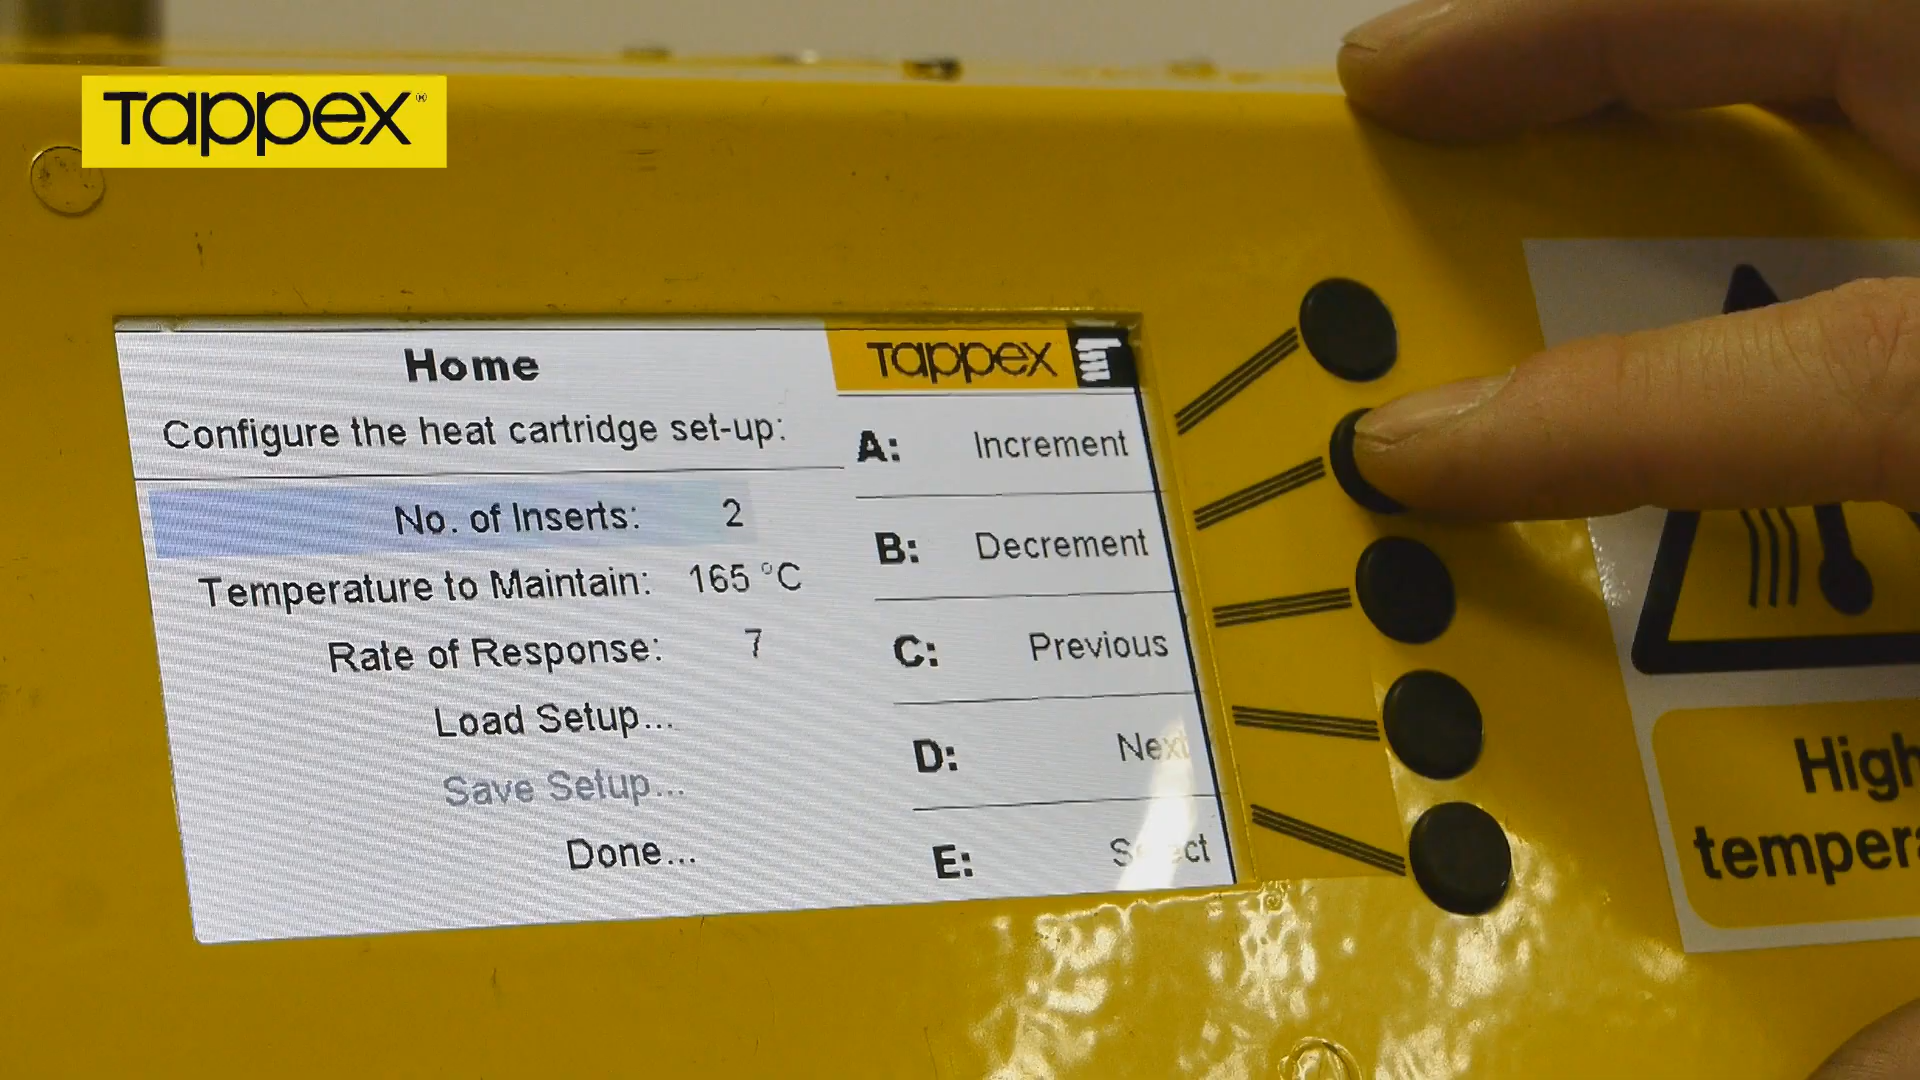 Tappex®
Home
Tappex
Configure the heat cartridge set-up:
No. of Inserts: 2
Temperature to Maintain: 165 °C
Rate of Response: 7
Load Setup...
Save Setup...
Done...
A: Increment
B: Decrement
C: Previous
D: Next
E: Select
High
temper